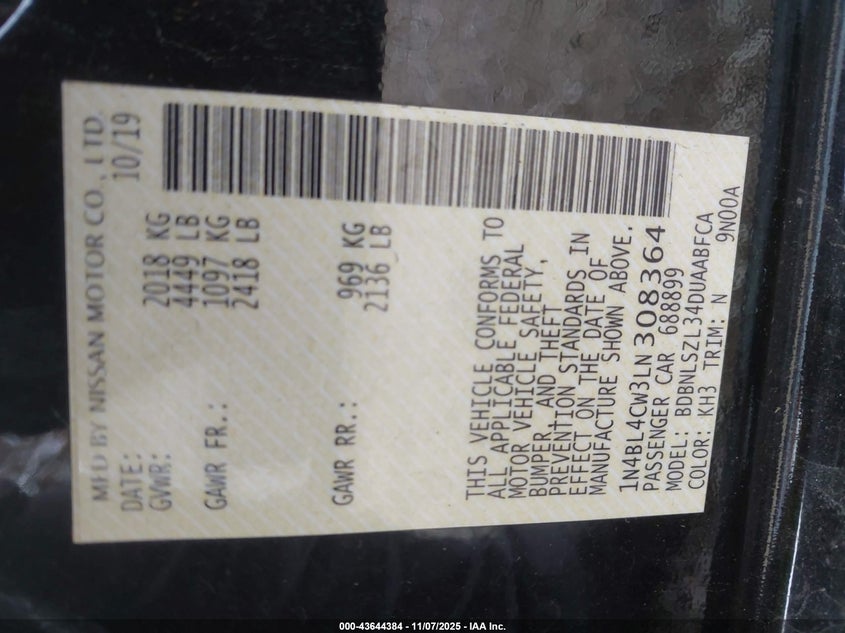 MFD BY NISSAN MOTOR CO., LTD.
DATE: 10/19
GVWR: 2018 KG
4449 LB
GAWR FR.: 1097 KG
2418 LB
GAWR RR.: 969 KG
2136 LB
THIS VEHICLE CONFORMS TO
ALL APPLICABLE FEDERAL
MOTOR VEHICLE SAFETY,
BUMPER, AND THEFT
PREVENTION STANDARDS IN
EFFECT ON THE DATE OF
MANUFACTURE SHOWN ABOVE.
1N4BL4CW3LN308364
PASSENGER CAR 688899
MODEL: BDBNLSZL34DUAABFCA
COLOR: KH3 TRIM: N 9N00A
000-43644384 - 11/07/2025 - IAA Inc.